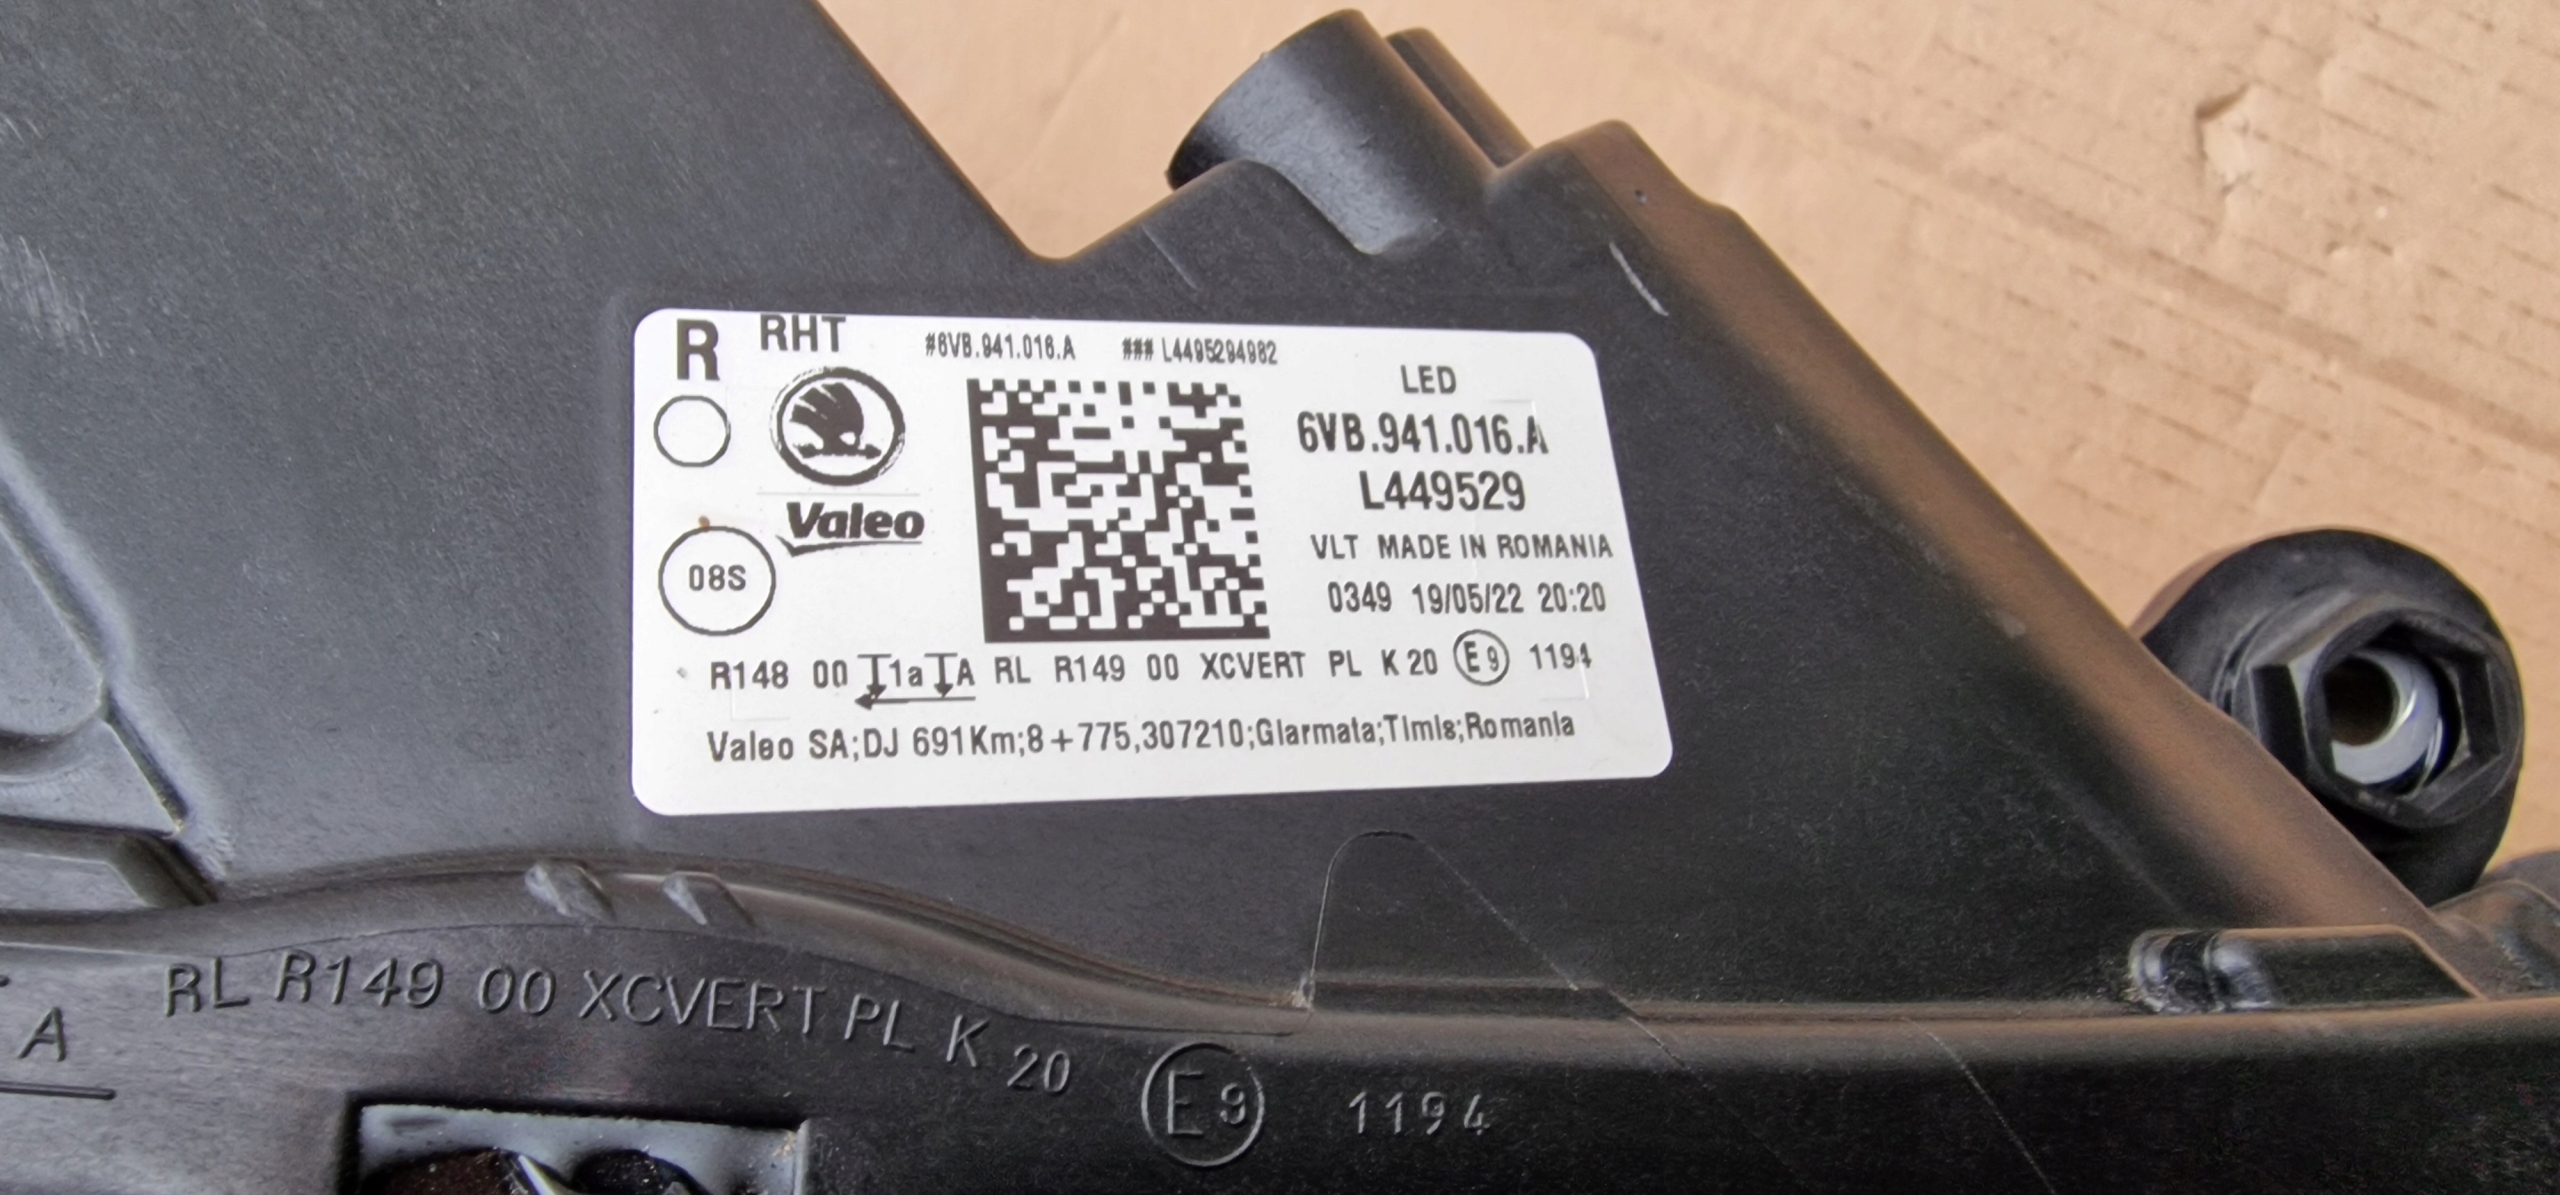 R RHT #6VB.941.016.A ### L4495294982
LED
6VB.941.016.A
L449529
Valeo
VLT MADE IN ROMANIA
08S
0349 19/05/22 20:20
R148 00 T1aTA RL R149 00 XCVERT PL K 20 E9 1194
Valeo SA;DJ 691Km;8+775,307210;Giarmata;Timis;Romania
A RL R149 00 XCVERT PL K 20 E9 1194